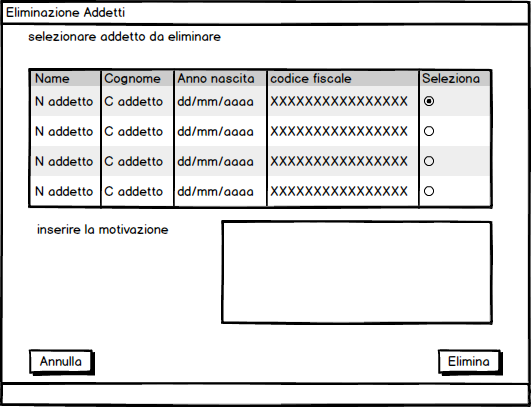 Eliminazione Addetti
selezionare addetto da eliminare
Name Cognome Anno nascita codice fiscale Seleziona
N addetto C addetto dd/mm/aaaa XXXXXXXXXXXXXXXX
N addetto C addetto dd/mm/aaaa XXXXXXXXXXXXXXXX
N addetto C addetto dd/mm/aaaa XXXXXXXXXXXXXXXX
N addetto C addetto dd/mm/aaaa XXXXXXXXXXXXXXXX
inserire la motivazione
Annulla Elimina